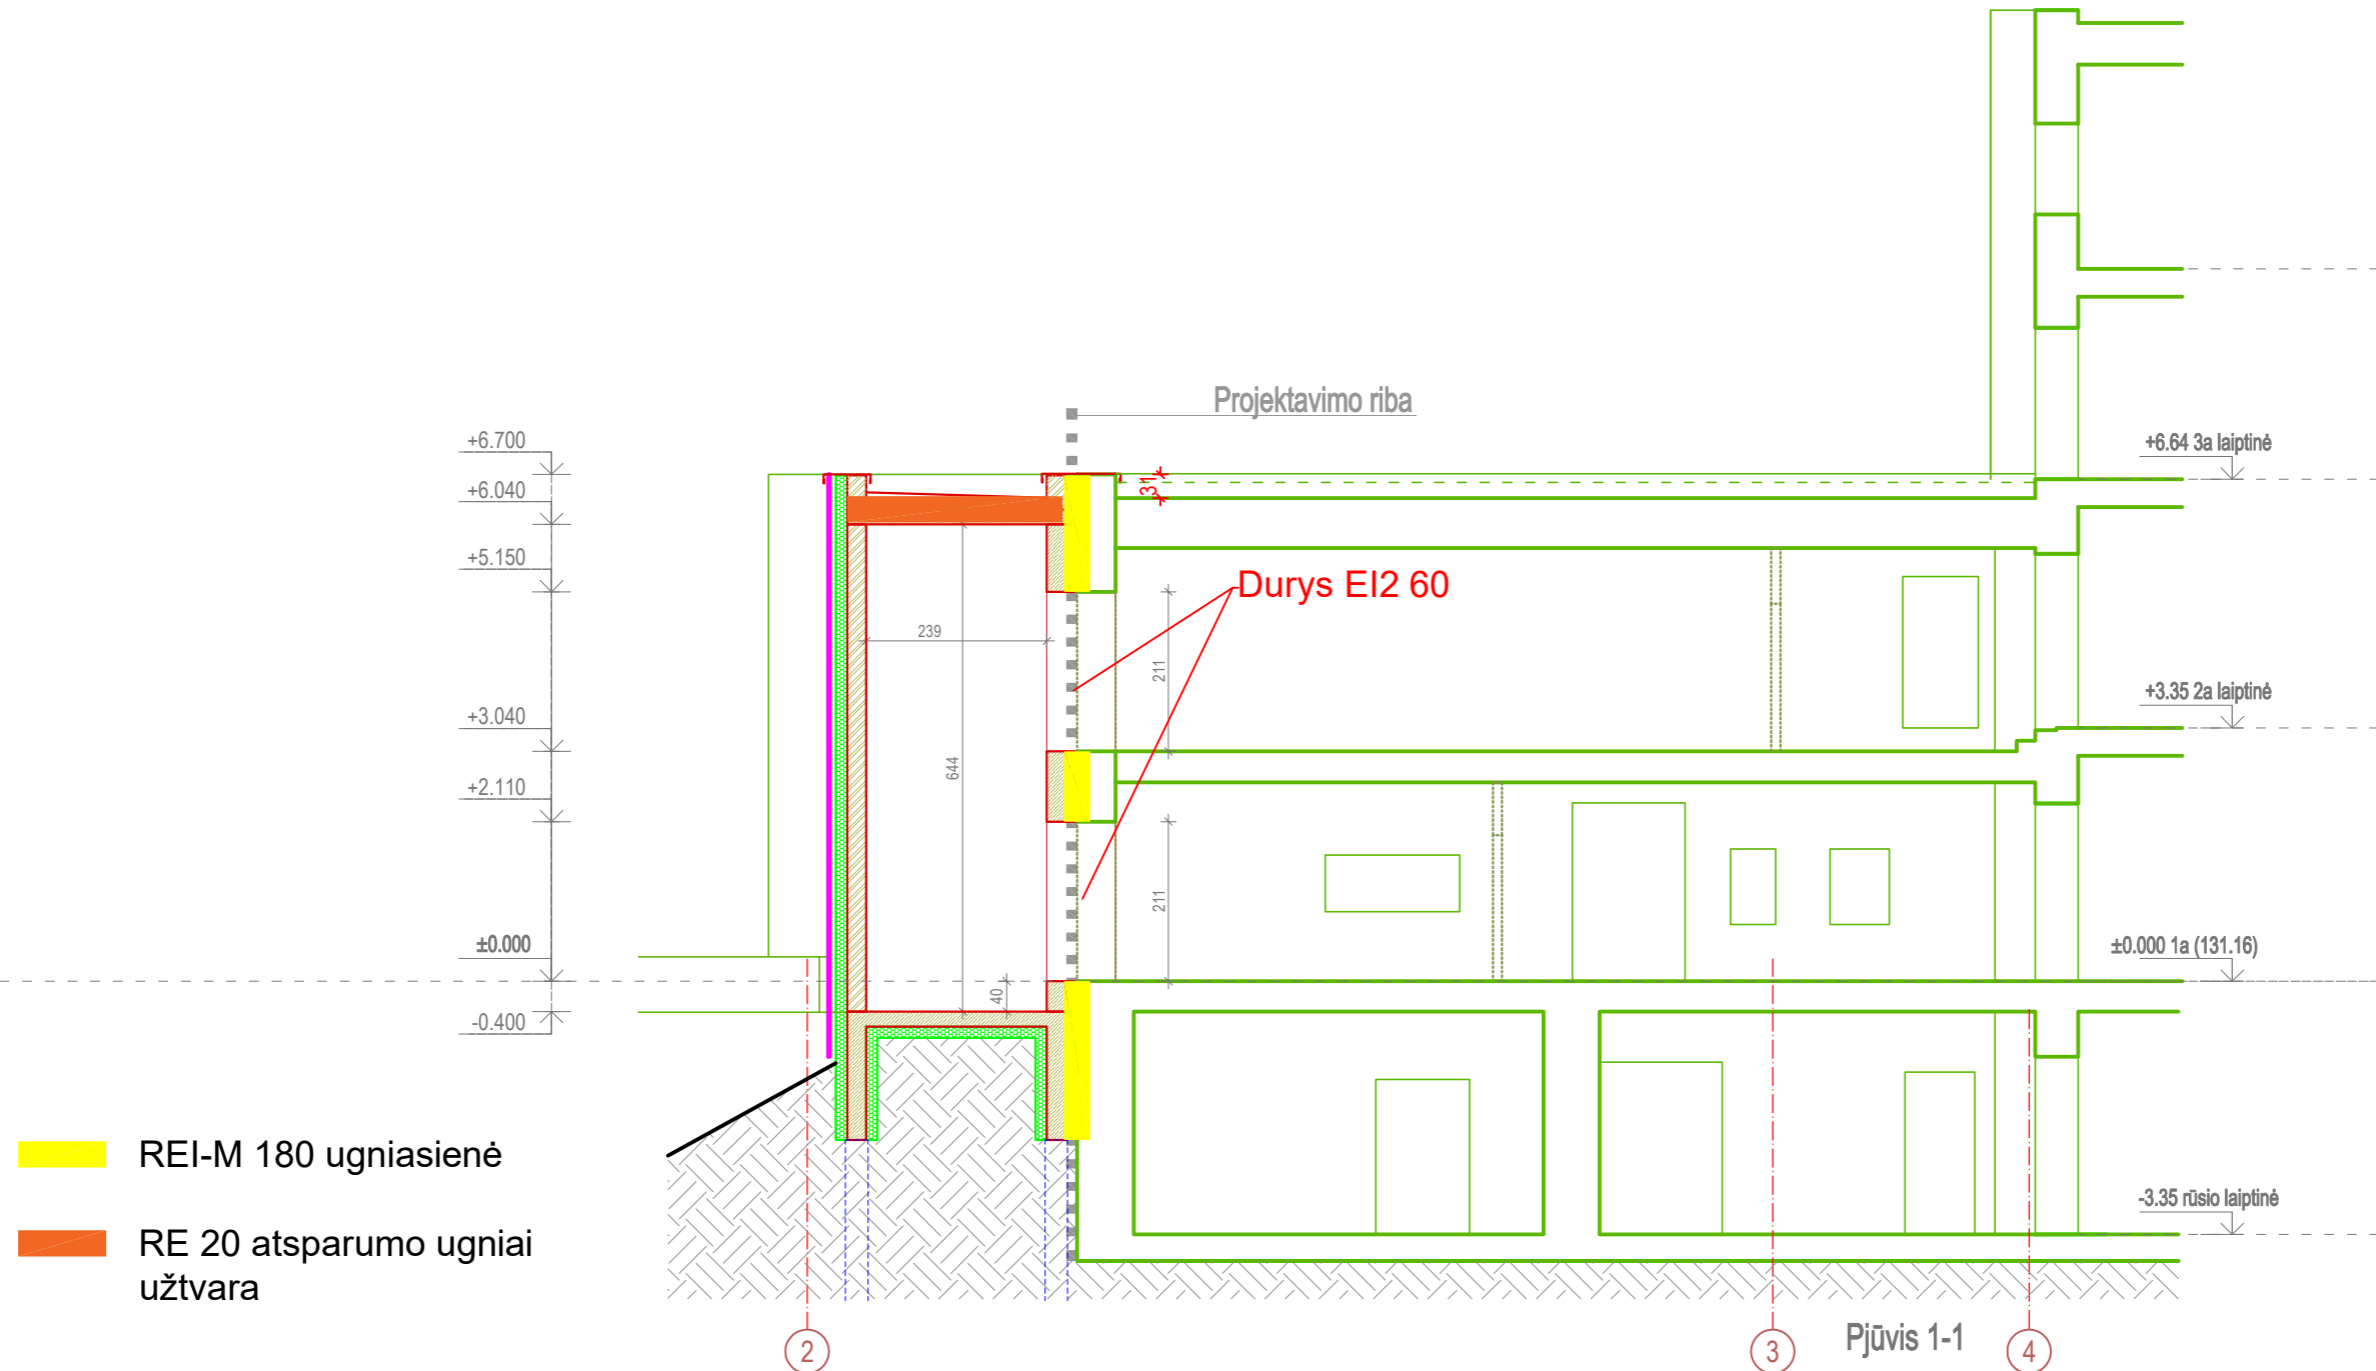 Projektavimo riba
+6.700
+6.64 3a laiptinė
+6.040
31
+5.150
Durys EI2 60
239
211
+3.35 2a laiptinė
+3.040
644
+2.110
211
±0.000
±0.000 1a (131.16)
40
-0.400
REI-M 180 ugniasienė
-3.35 rūsio laiptinė
RE 20 atsparumo ugniai
užtvara
Pjūvis 1-1
2
3
4